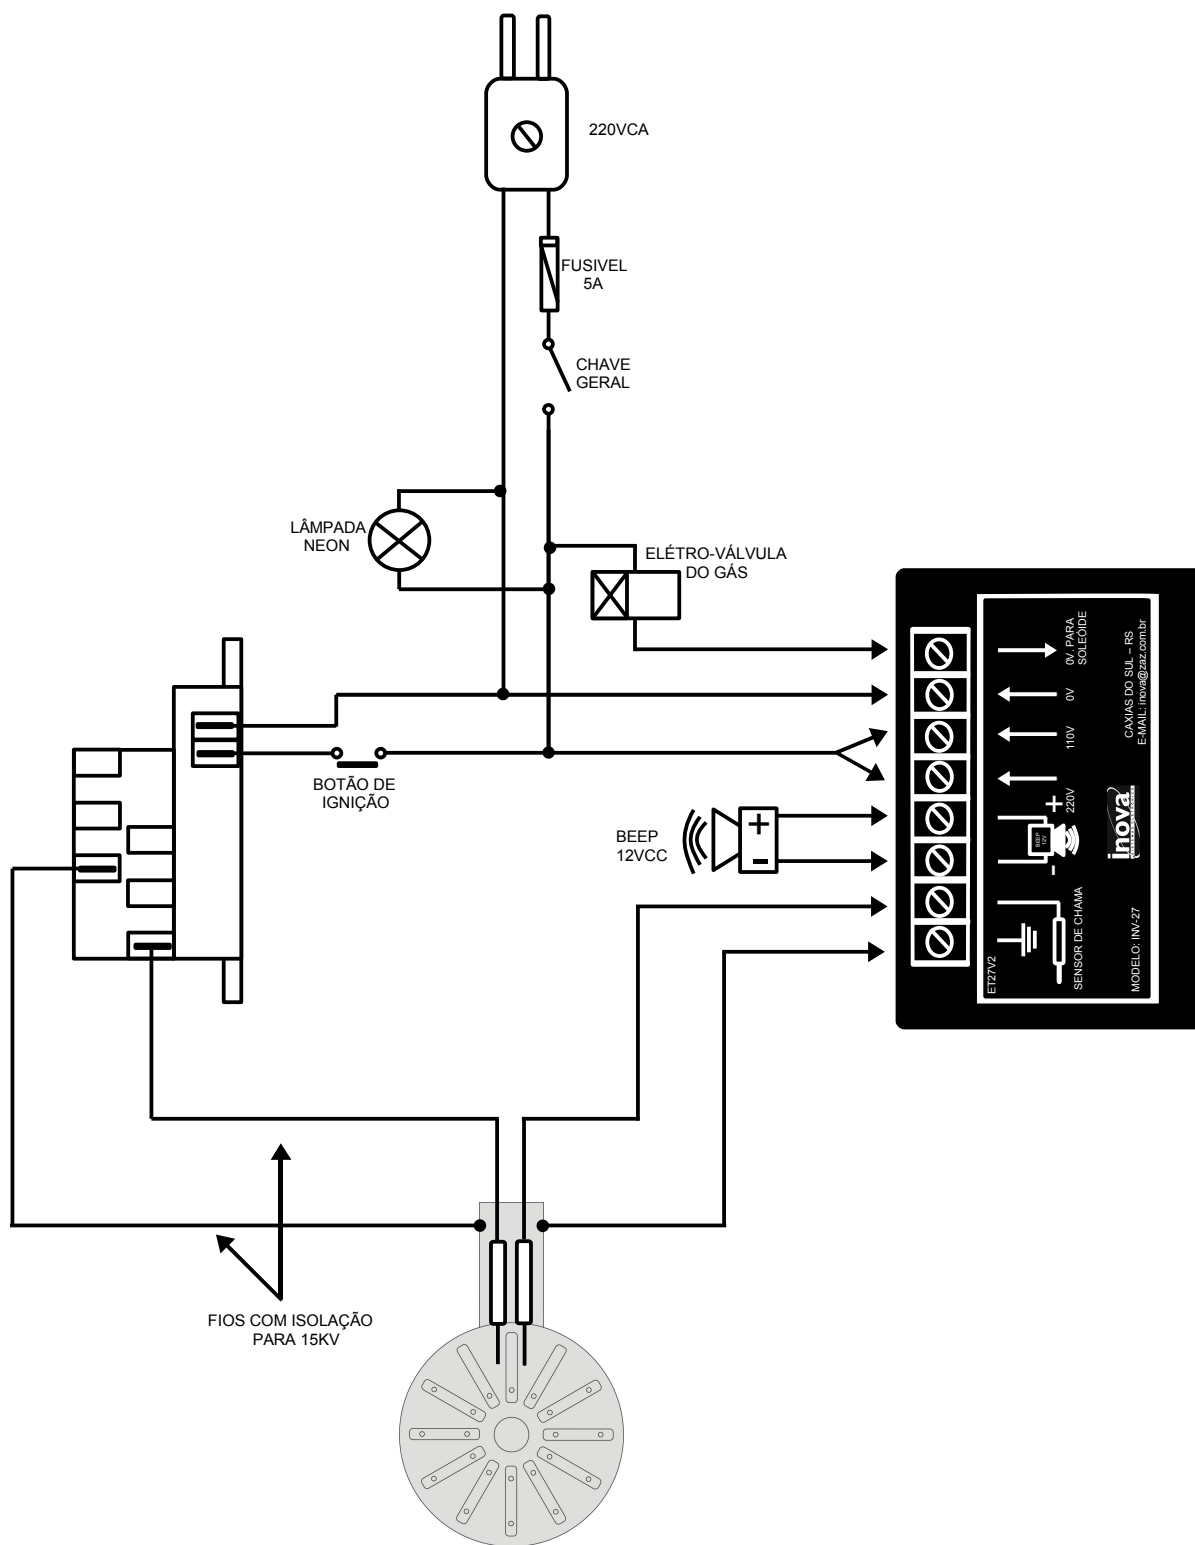 220VCA
FUSIVEL
5A
CHAVE
GERAL
LÂMPADA
NEON
ELÉTRO-VÁLVULA
DO GÁS
BOTÃO DE
IGNIÇÃO
BEEP
12VCC
+
-
FIOS COM ISOLAÇÃO
PARA 15KV
0V. PARA
SOLEÓIDE
0V
110V
220V
+
-
BEEP
12V
SENSOR DE CHAMA
ET27V2
CAXIAS DO SUL – RS
E-MAIL: inova@zaz.com.br
inova
MODELO: INV-27